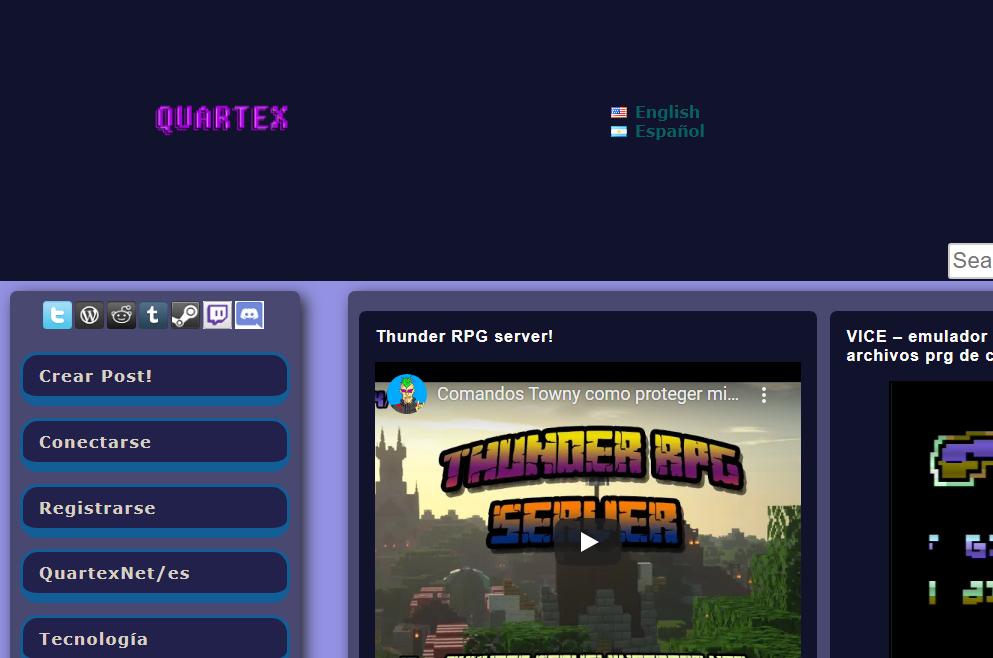 QUARTEX
English
Español
Sea
Crear Post!
Conectarse
Registrarse
QuartexNet/es
Tecnología
Thunder RPG server!
Comandos Towny como proteger mi...
THUNDER RPG
SERVER
VICE – emulador
archivos prg de c